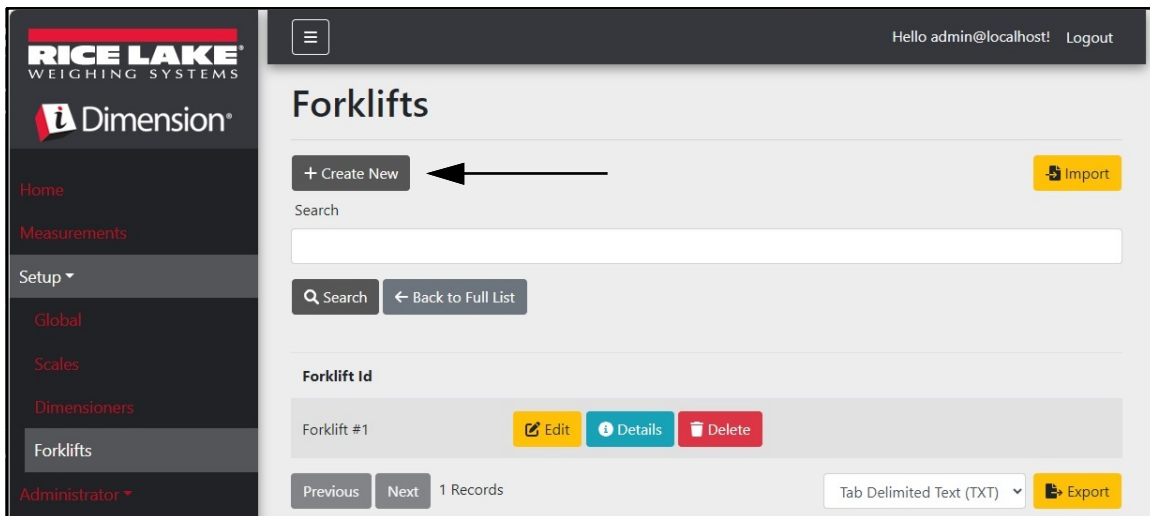 RICE LAKE®
WEIGHING SYSTEMS
i Dimension®
Home
Measurements
Setup
Global
Scales
Dimensioners
Forklifts
Administrator
Hello admin@localhost! Logout
Forklifts
+ Create New
Import
Search
Search
← Back to Full List
Forklift Id
Forklift #1
Edit
Details
Delete
Previous
Next
1 Records
Tab Delimited Text (TXT)
Export